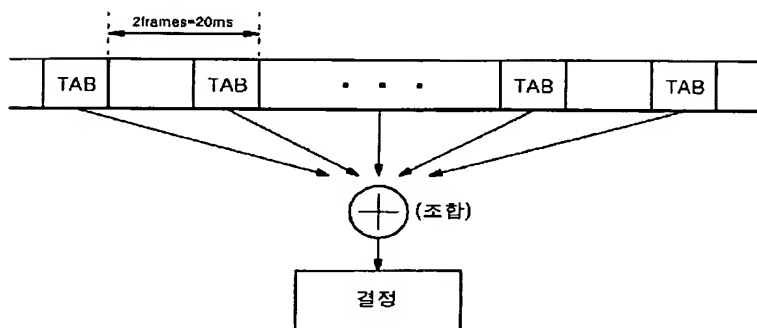 2frames=20ms
TAB TAB . . . TAB TAB
(조합)
결정